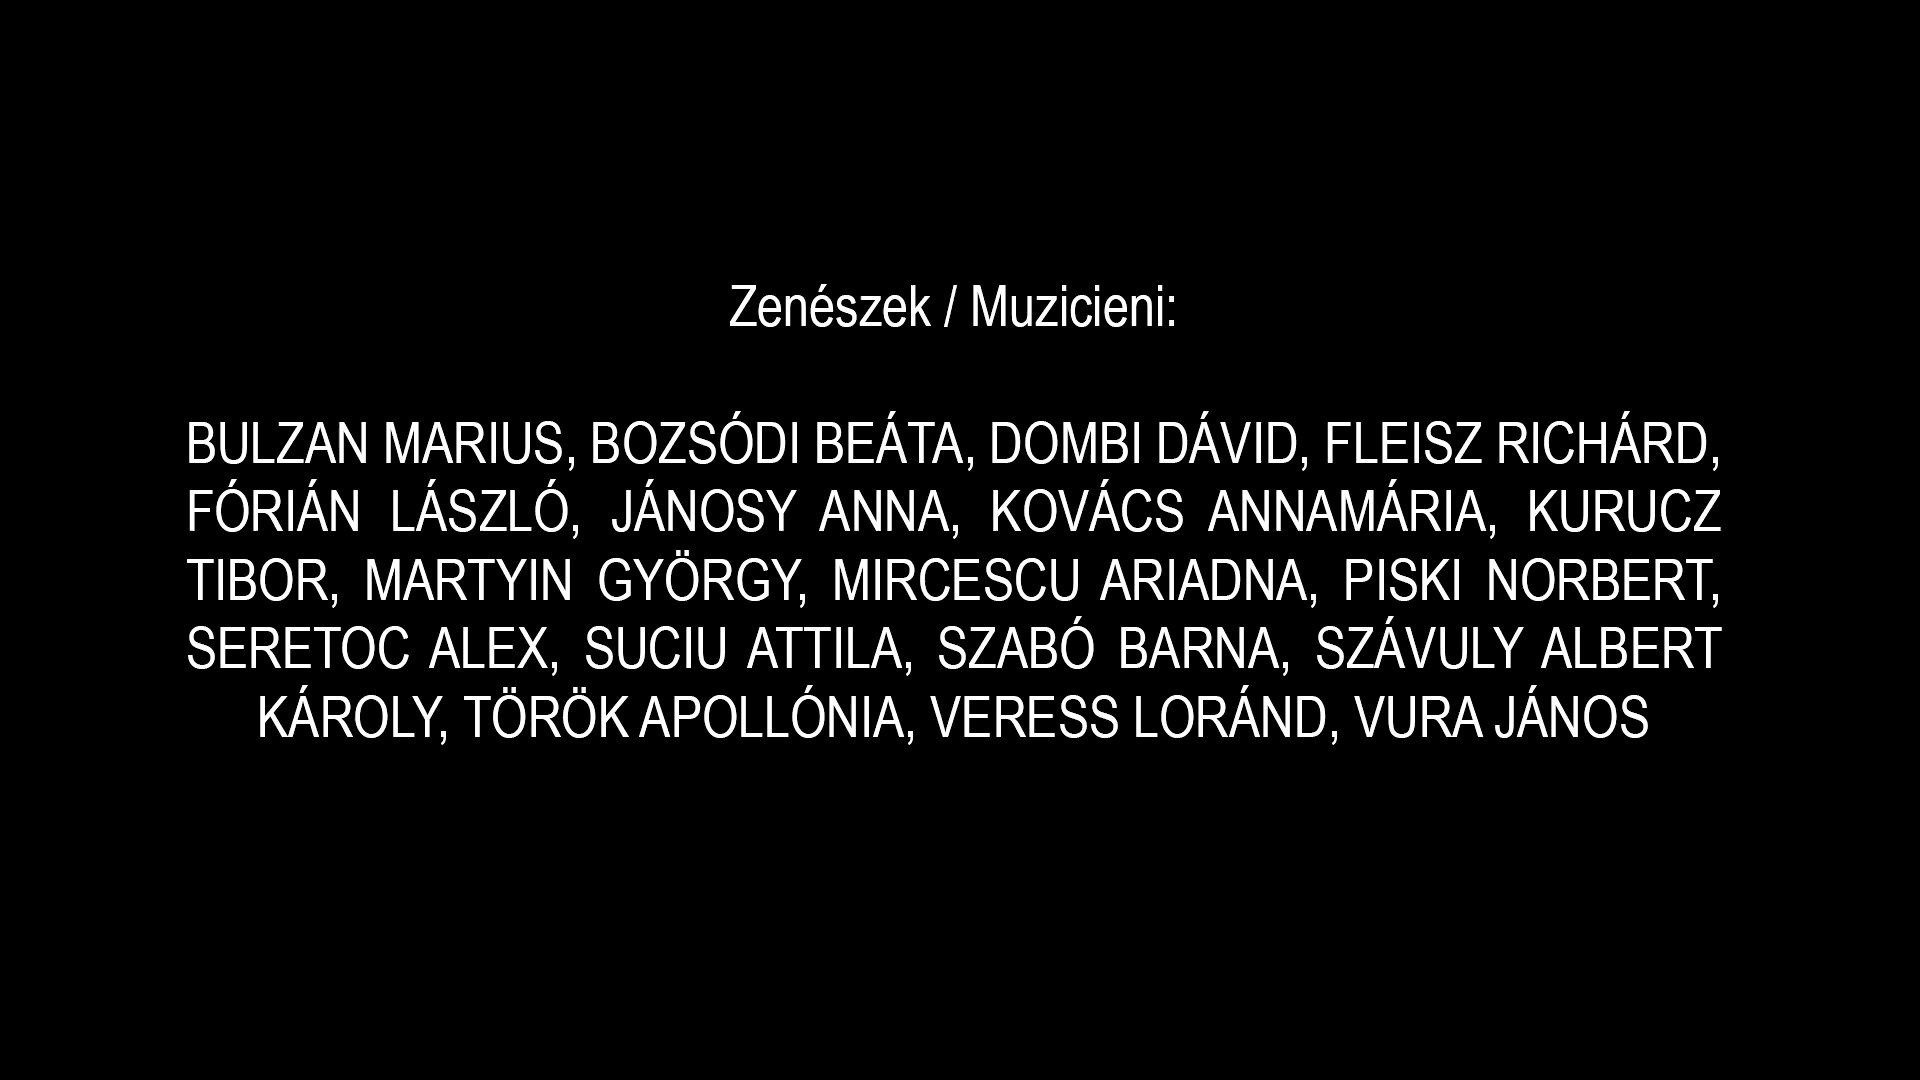 Zenészek / Muzicieni:
BULZAN MARIUS, BOZSÓDI BEÁTA, DOMBI DÁVID, FLEISZ RICHÁRD,
FÓRIÁN LÁSZLÓ, JÁNOSY ANNA, KOVÁCS ANNAMÁRIA, KURUCZ
TIBOR, MARTYIN GYÖRGY, MIRCESCU ARIADNA, PISKI NORBERT,
SERETOC ALEX, SUCIU ATTILA, SZABÓ BARNA, SZÁVULY ALBERT
KÁROLY, TÖRÖK APOLLÓNIA, VERESS LORÁND, VURA JÁNOS